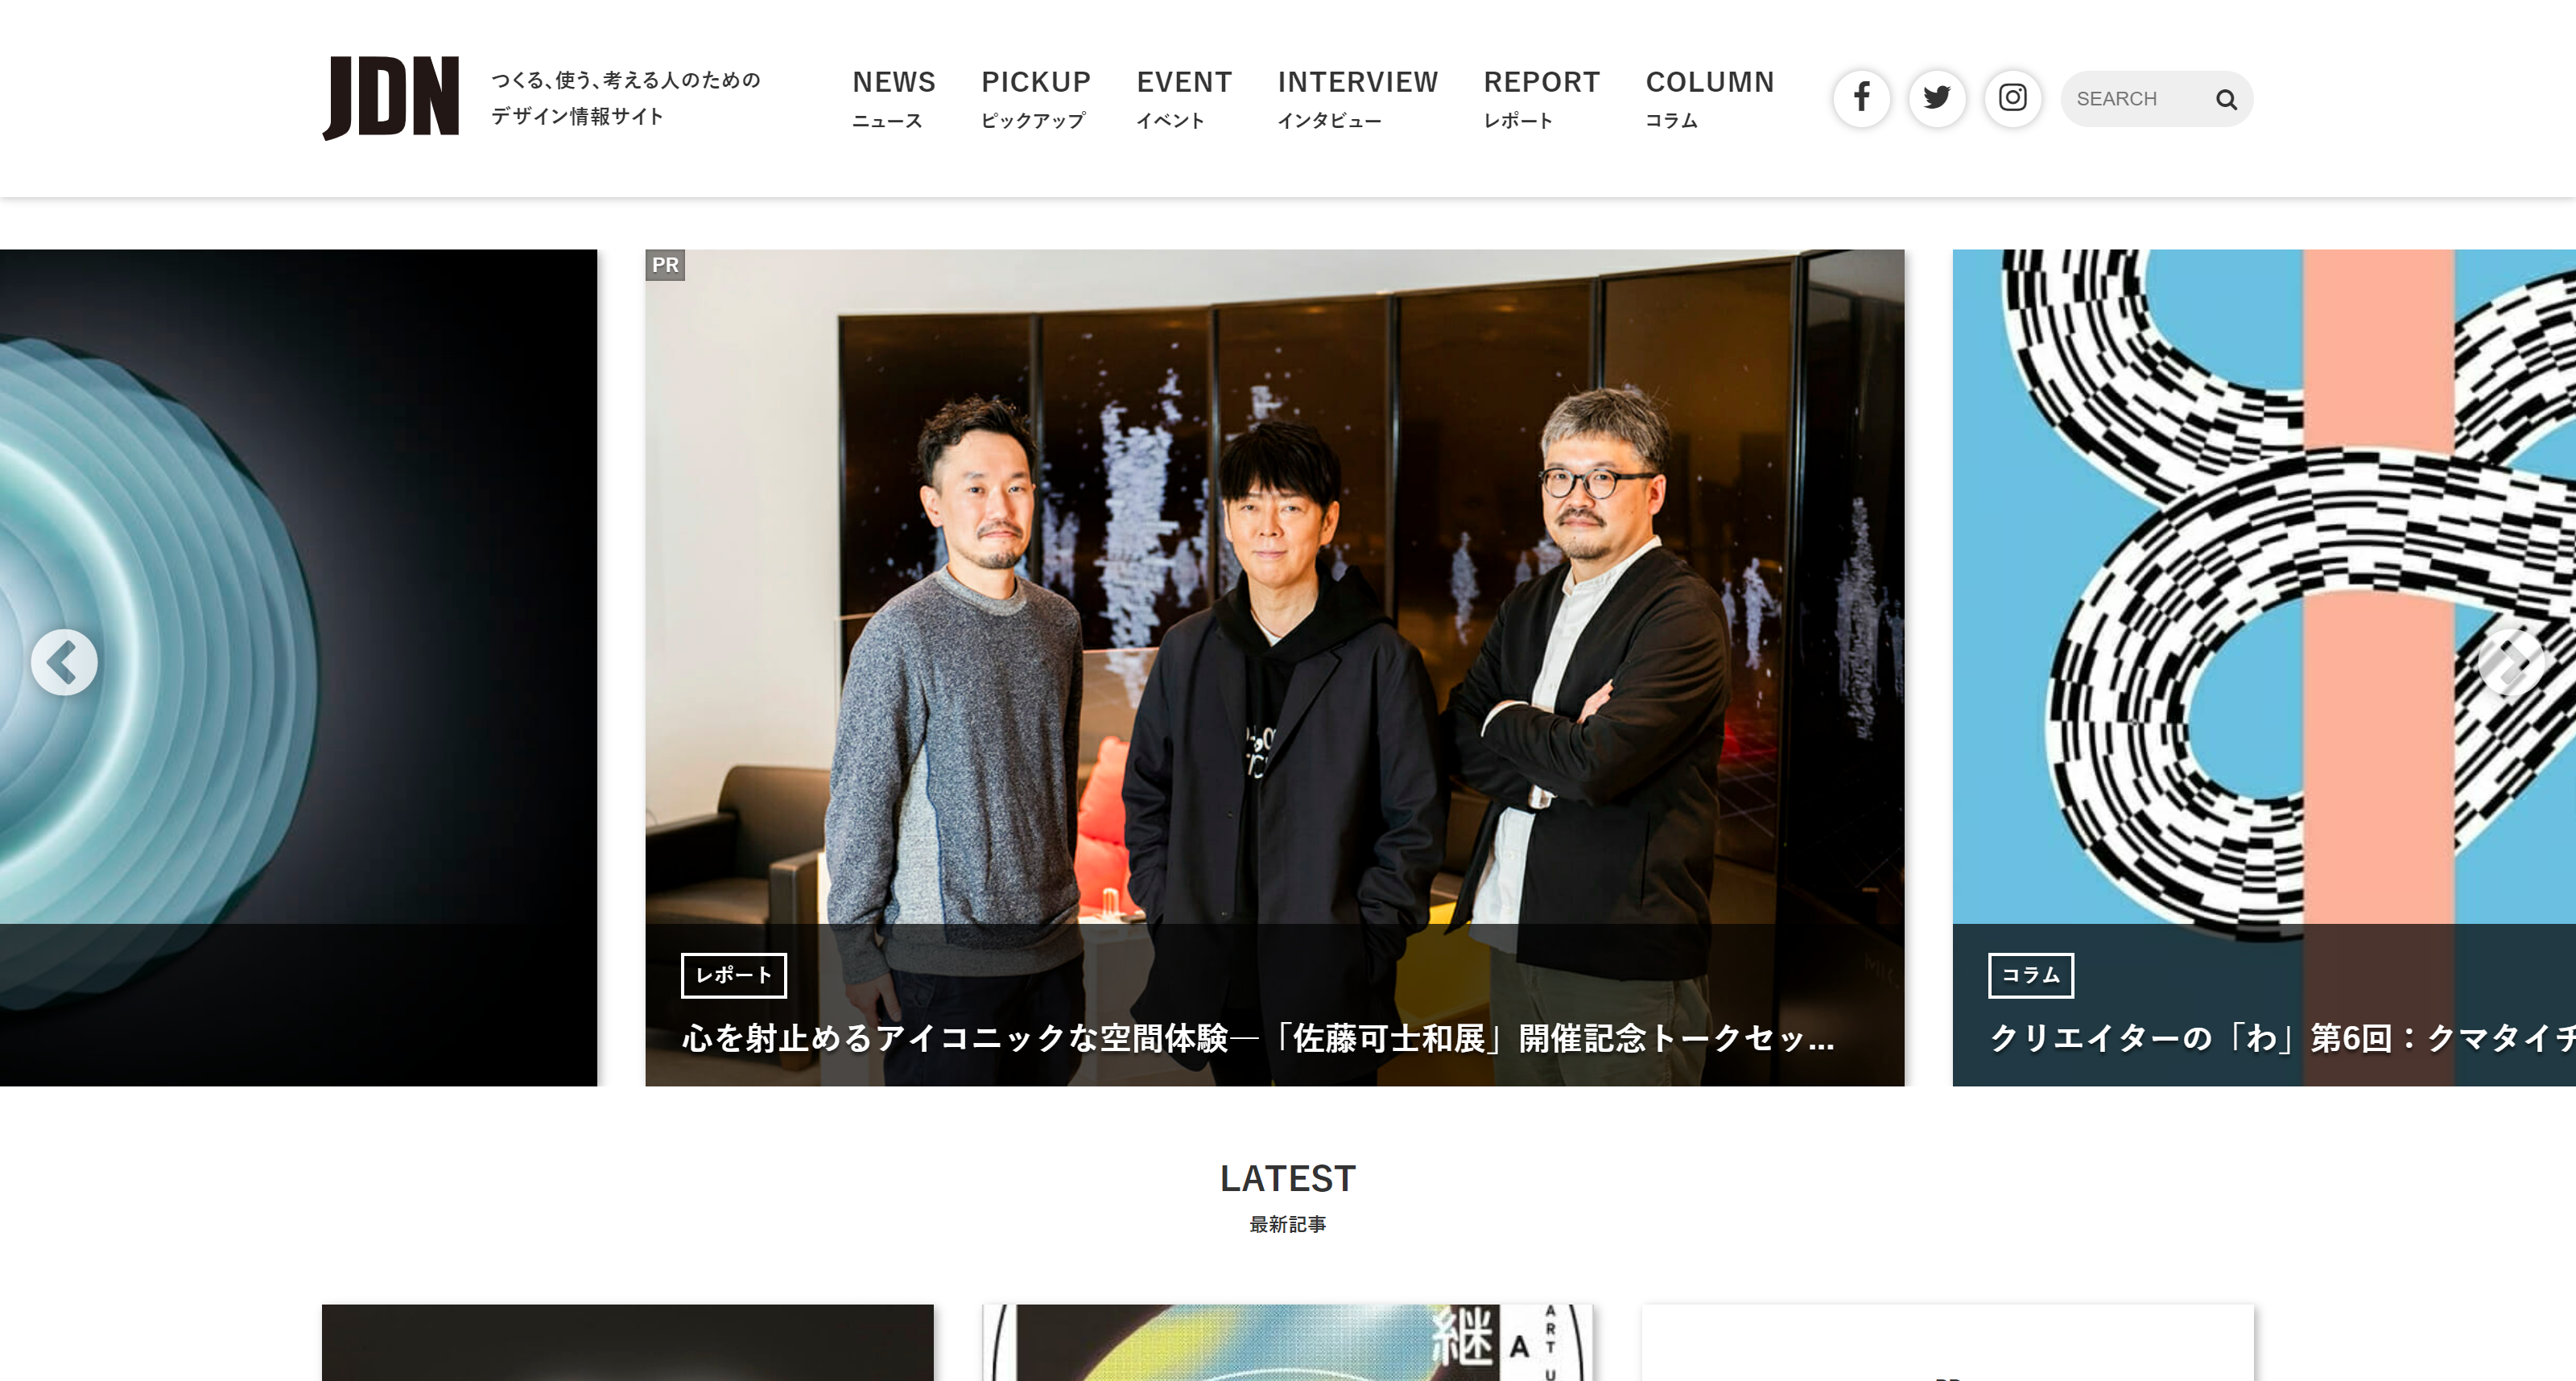 JDN
つくる、使う、考える人のための
デザイン情報サイト
NEWS
ニュース
PICKUP
ピックアップ
EVENT
イベント
INTERVIEW
インタビュー
REPORT
レポート
COLUMN
コラム
SEARCH
PR
レポート
心を射止めるアイコニックな空間体験―「佐藤可士和展」開催記念トークセッ...
コラム
クリエイターの「わ」第6回：クマタイチ
LATEST
最新記事
継
A
ART U